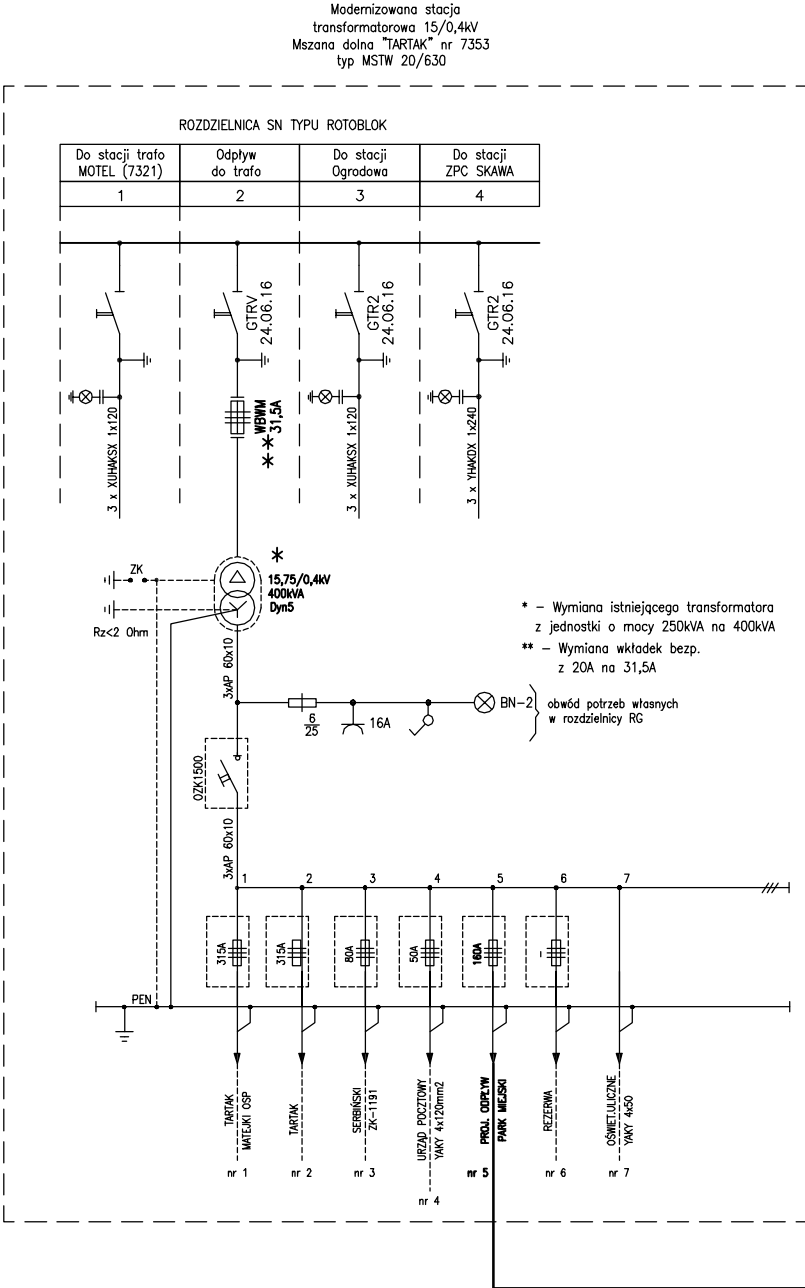 Modernizowana stacja
transformatorowa 15/0,4kV
Mszana dolna "TARTAK" nr 7353
typ MSTW 20/630
ROZDZIELNICA SN TYPU ROTOBLOK
Do stacji trafo
MOTEL (7321)
Odpływ
do trafo
Do stacji
Ogrodowa
Do stacji
ZPC SKAWA
1
2
3
4
GTRV
24.06.16
GTR2
24.06.16
GTR2
24.06.16
WBWM
31,5A
**
3 x XUHAKSX 1x120
3 x XUHAKSX 1x120
3 x YHAKDX 1x240
*
ZK
15,75/0,4kV
400kVA
Dyn5
Rz<2 Ohm
* – Wymiana istniejącego transformatora
z jednostki o mocy 250kVA na 400kVA
** – Wymiana wkładek bezp.
z 20A na 31,5A
3xAP 60x10
6
25
16A
BN-2
obwód potrzeb własnych
w rozdzielnicy RG
OZK1500
3xAP 60x10
1
2
3
4
5
6
7
315A
315A
80A
50A
160A
-
PEN
TARTAK
MATEJKI OSP
TARTAK
SERBIŃSKI
ZK-1191
URZĄD POCZTOWY
YAKY 4x120mm2
PROJ. ODPŁYW
PARK MIEJSKI
REZERWA
OŚWIET.ULICZNE
YAKY 4x50
nr 1
nr 2
nr 3
nr 4
nr 5
nr 6
nr 7